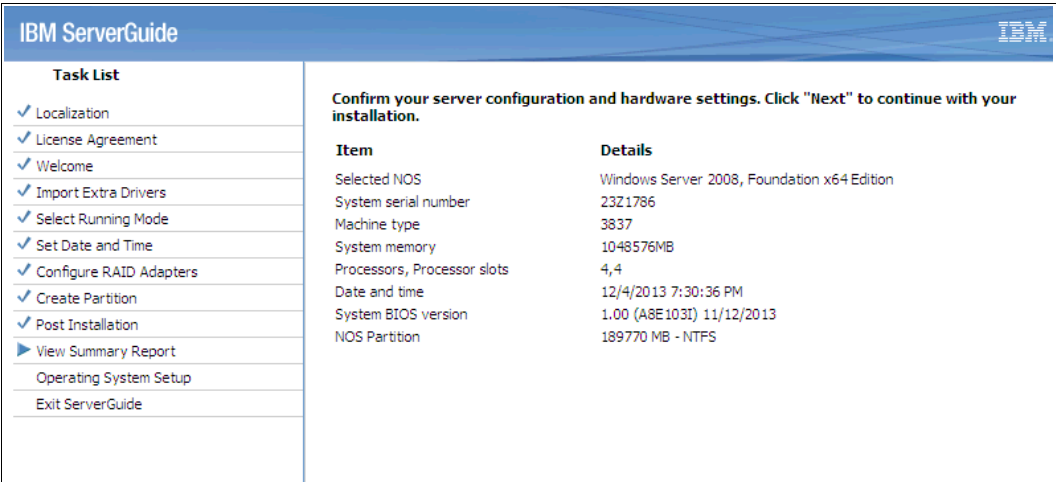 IBM ServerGuide
IBM.
Task List
Localization
License Agreement
Welcome
Import Extra Drivers
Select Running Mode
Set Date and Time
Configure RAID Adapters
Create Partition
Post Installation
View Summary Report
Operating System Setup
Exit ServerGuide
Confirm your server configuration and hardware settings. Click "Next" to continue with your
installation.
Item Details
Selected NOS Windows Server 2008, Foundation x64 Edition
System serial number 23Z1786
Machine type 3837
System memory 1048576MB
Processors, Processor slots 4,4
Date and time 12/4/2013 7:30:36 PM
System BIOS version 1.00 (A8E103I) 11/12/2013
NOS Partition 189770 MB - NTFS